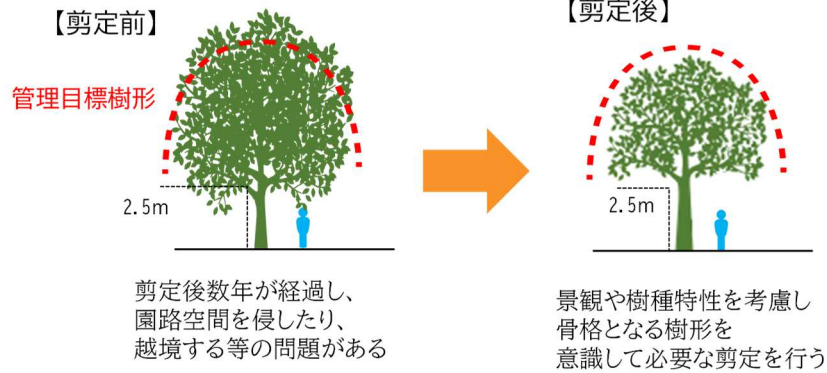 【剪定前】
管理目標樹形
2.5m
剪定後数年が経過し、
園路空間を侵したり、
越境する等の問題がある
【剪定後】
2.5m
景観や樹種特性を考慮し
骨格となる樹形を
意識して必要な剪定を行う